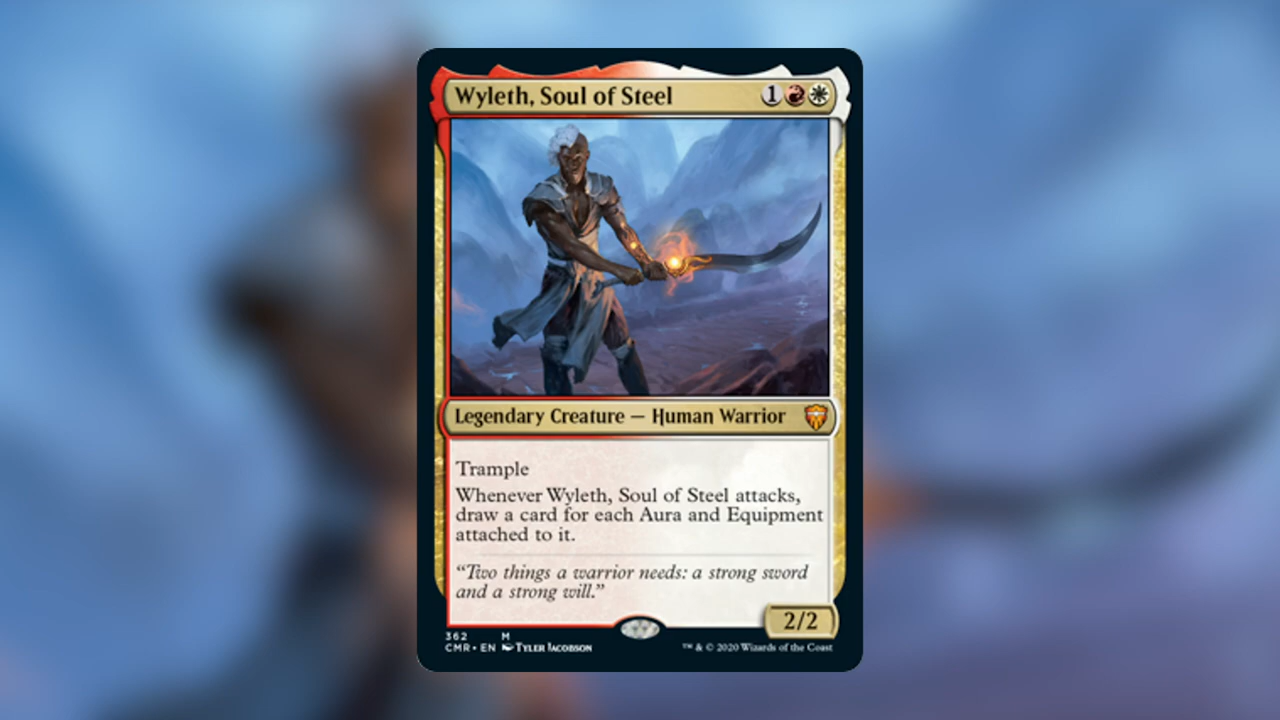 Wyleth, Soul of Steel 1
Legendary Creature — Human Warrior
Trample
Whenever Wyleth, Soul of Steel attacks,
draw a card for each Aura and Equipment
attached to it.
“Two things a warrior needs: a strong sword
and a strong will.”
2/2
362 M
CMR • EN Tyler Jacobson ™ & © 2020 Wizards of the Coast